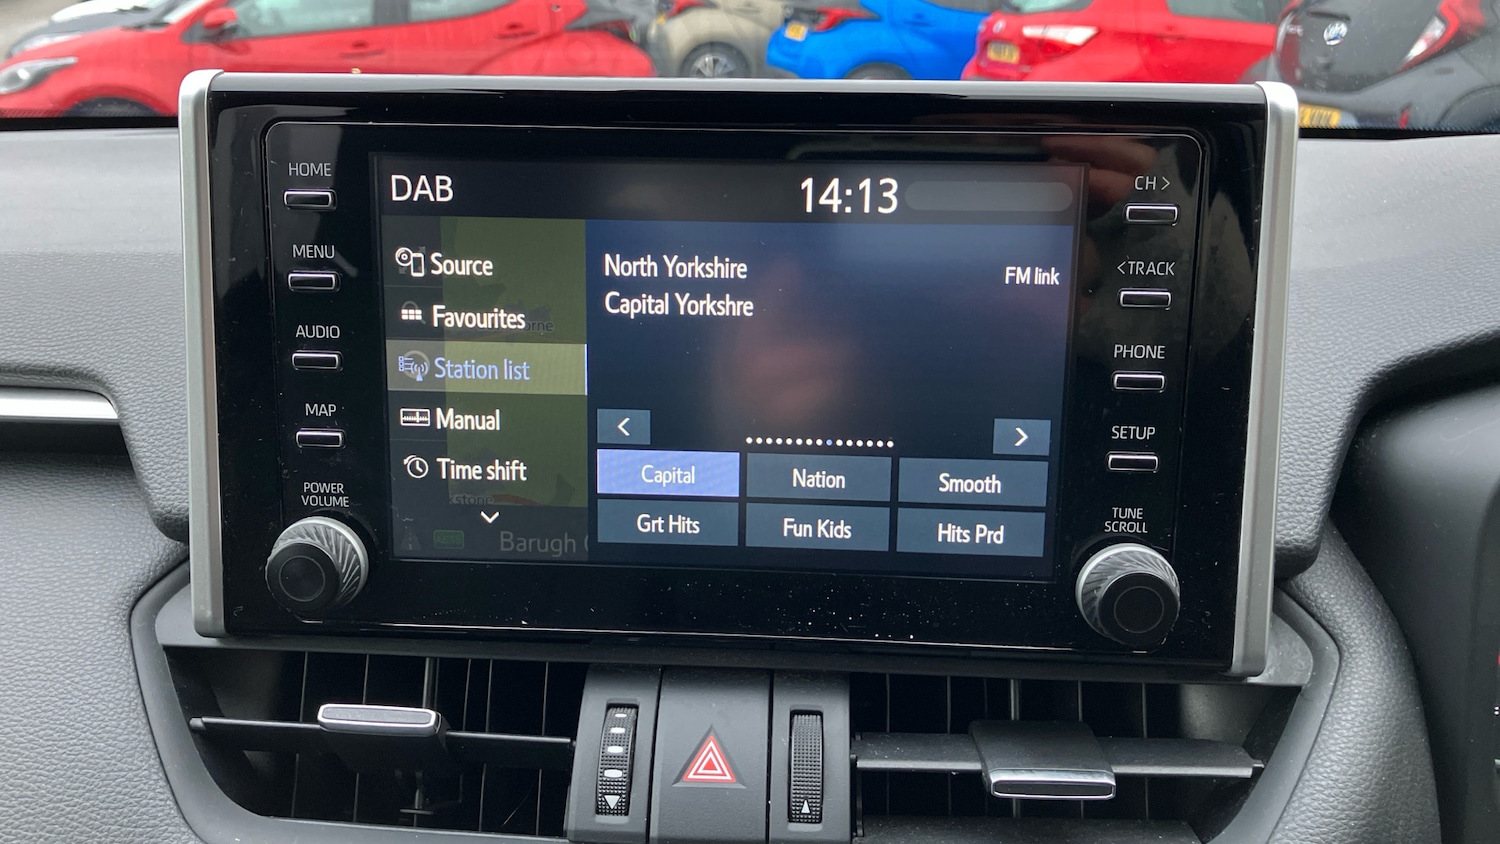 HOME
MENU
AUDIO
MAP
POWER
VOLUME
DAB
14:13
Source
Favourites
Station list
Manual
Time shift
Barugh
North Yorkshire
FM link
Capital Yorkshre
<
>
Capital
Nation
Smooth
Grt Hits
Fun Kids
Hits Prd
CH >
< TRACK
PHONE
SETUP
TUNE
SCROLL